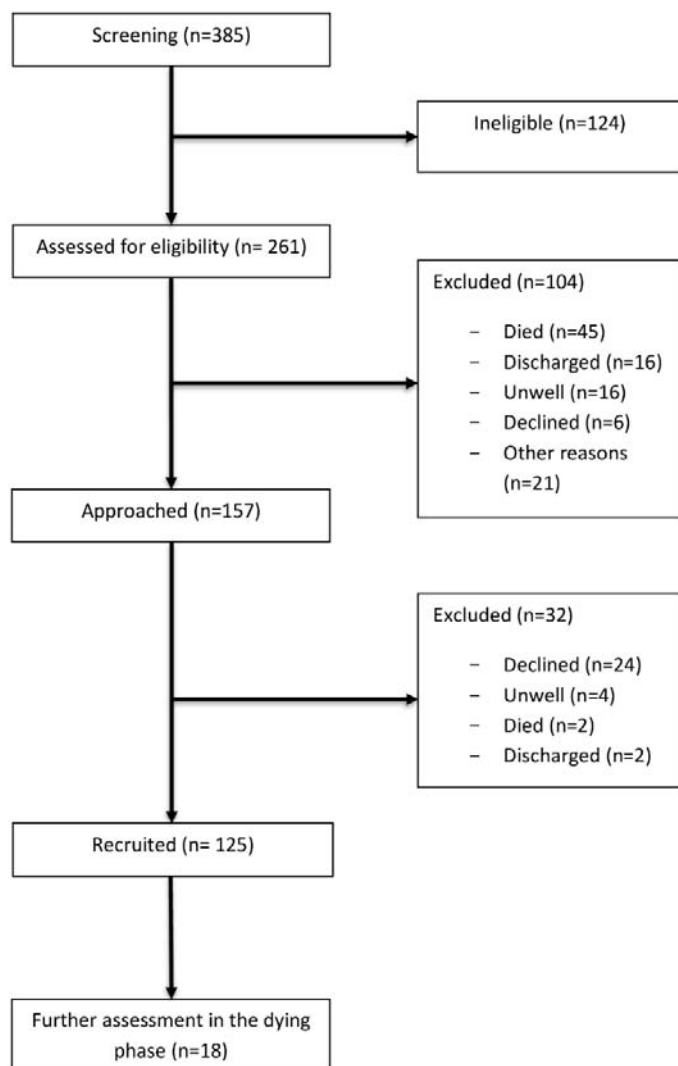 Screening (n=385)
Ineligible (n=124)
Assessed for eligibility (n= 261)
Excluded (n=104)
– Died (n=45)
– Discharged (n=16)
– Unwell (n=16)
– Declined (n=6)
– Other reasons
(n=21)
Approached (n=157)
Excluded (n=32)
– Declined (n=24)
– Unwell (n=4)
– Died (n=2)
– Discharged (n=2)
Recruited (n= 125)
Further assessment in the dying
phase (n=18)